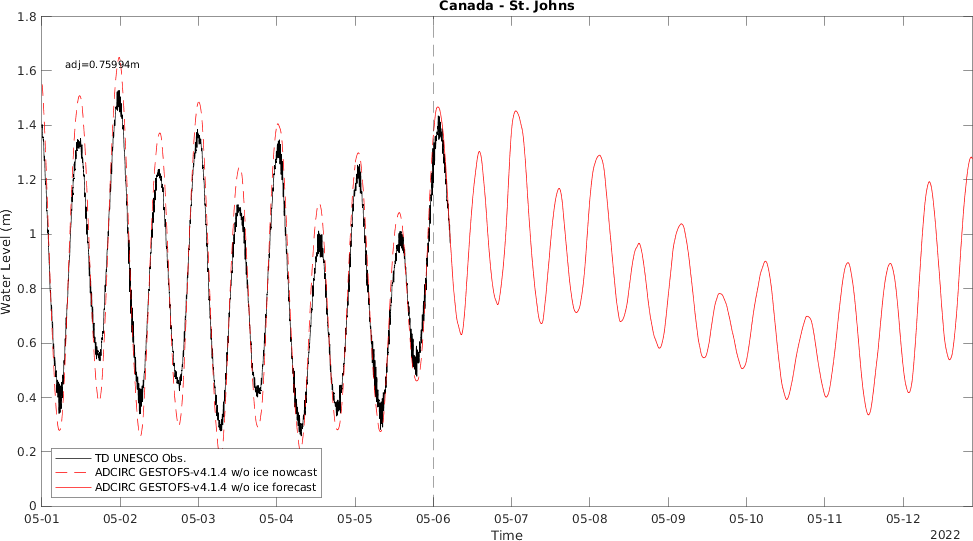 Canada - St. Johns
1.8
1.6
1.4
1.2
1
0.8
0.6
0.4
0.2
0
Water Level (m)
adj=0.75994m
TD UNESCO Obs.
ADCIRC GESTOFS-v4.1.4 w/o ice nowcast
ADCIRC GESTOFS-v4.1.4 w/o ice forecast
05-01 05-02 05-03 05-04 05-05 05-06 05-07 05-08 05-09 05-10 05-11 05-12
Time
2022